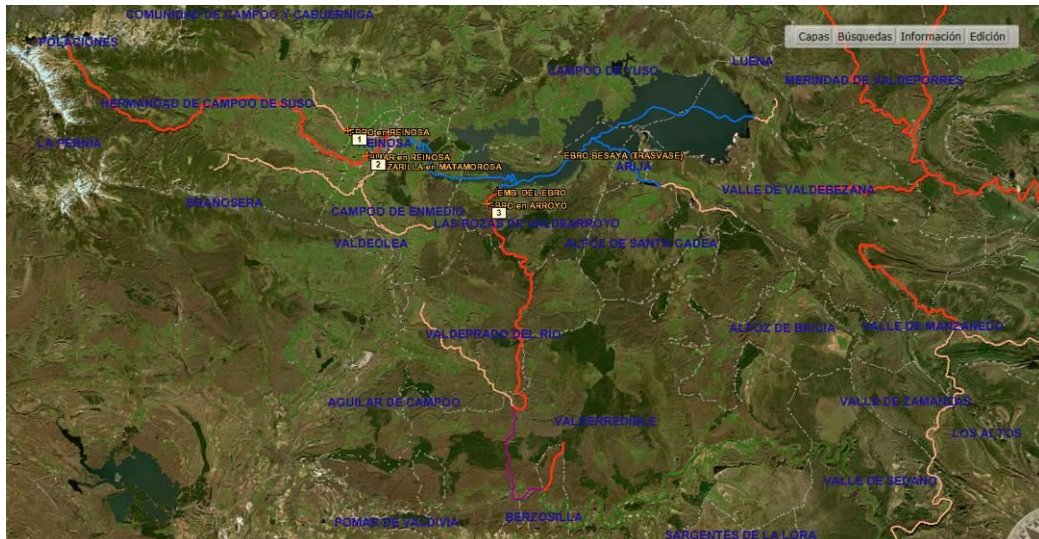 COMUNIDAD DE CAMPOO Y CABUERNIGA
Capas Búsquedas Información Edición
POLACIONES
LUENA
CAMPOO DE YUSO
MERINDAD DE VALDEPORRES
HERMANDAD DE CAMPOO DE SUSO
EBRO en REINOSA
1
LA PERNIA
EINOSA
EN REINOSA
2
ZARILLA en MATAMOROSA
EBRO-BESAYA (TRASVASE)
ARIJA
EMB. DEL EBRO
VALLE DE VALDEBEZANA
BRAÑOSERA
EBRO en ARROYO
3
CAMPOO DE ENMEDIO
LAS ROZAS DE VALDEARROYO
VALDEOLEA
ALFOZ DE SANTA GADEA
VALDEPRADO DEL RIO
ALFOZ DE BRICIA
VALLE DE MANZANEDO
AGUILAR DE CAMPOO
VALLE DE ZAMANZAS
VALDERREDIBLE
LOS ALTOS
VALLE DE SEDANO
POMAR DE VALDIVIA
BERZOSILLA
SARGENTES DE LA LORA